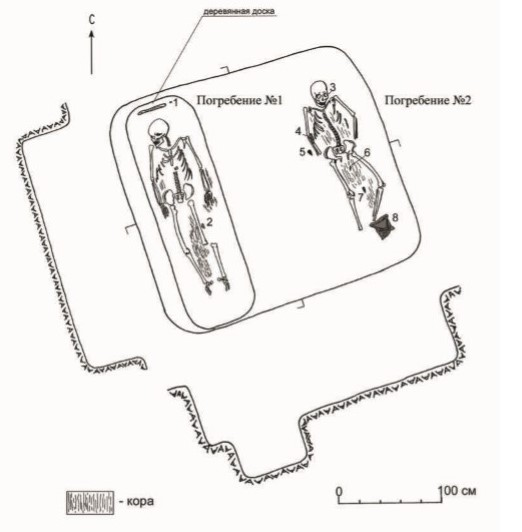 деревянная доска
С
-1
Погребение №1
3
Погребение №2
4
5
6
7
2
8
- кора
0
100 см